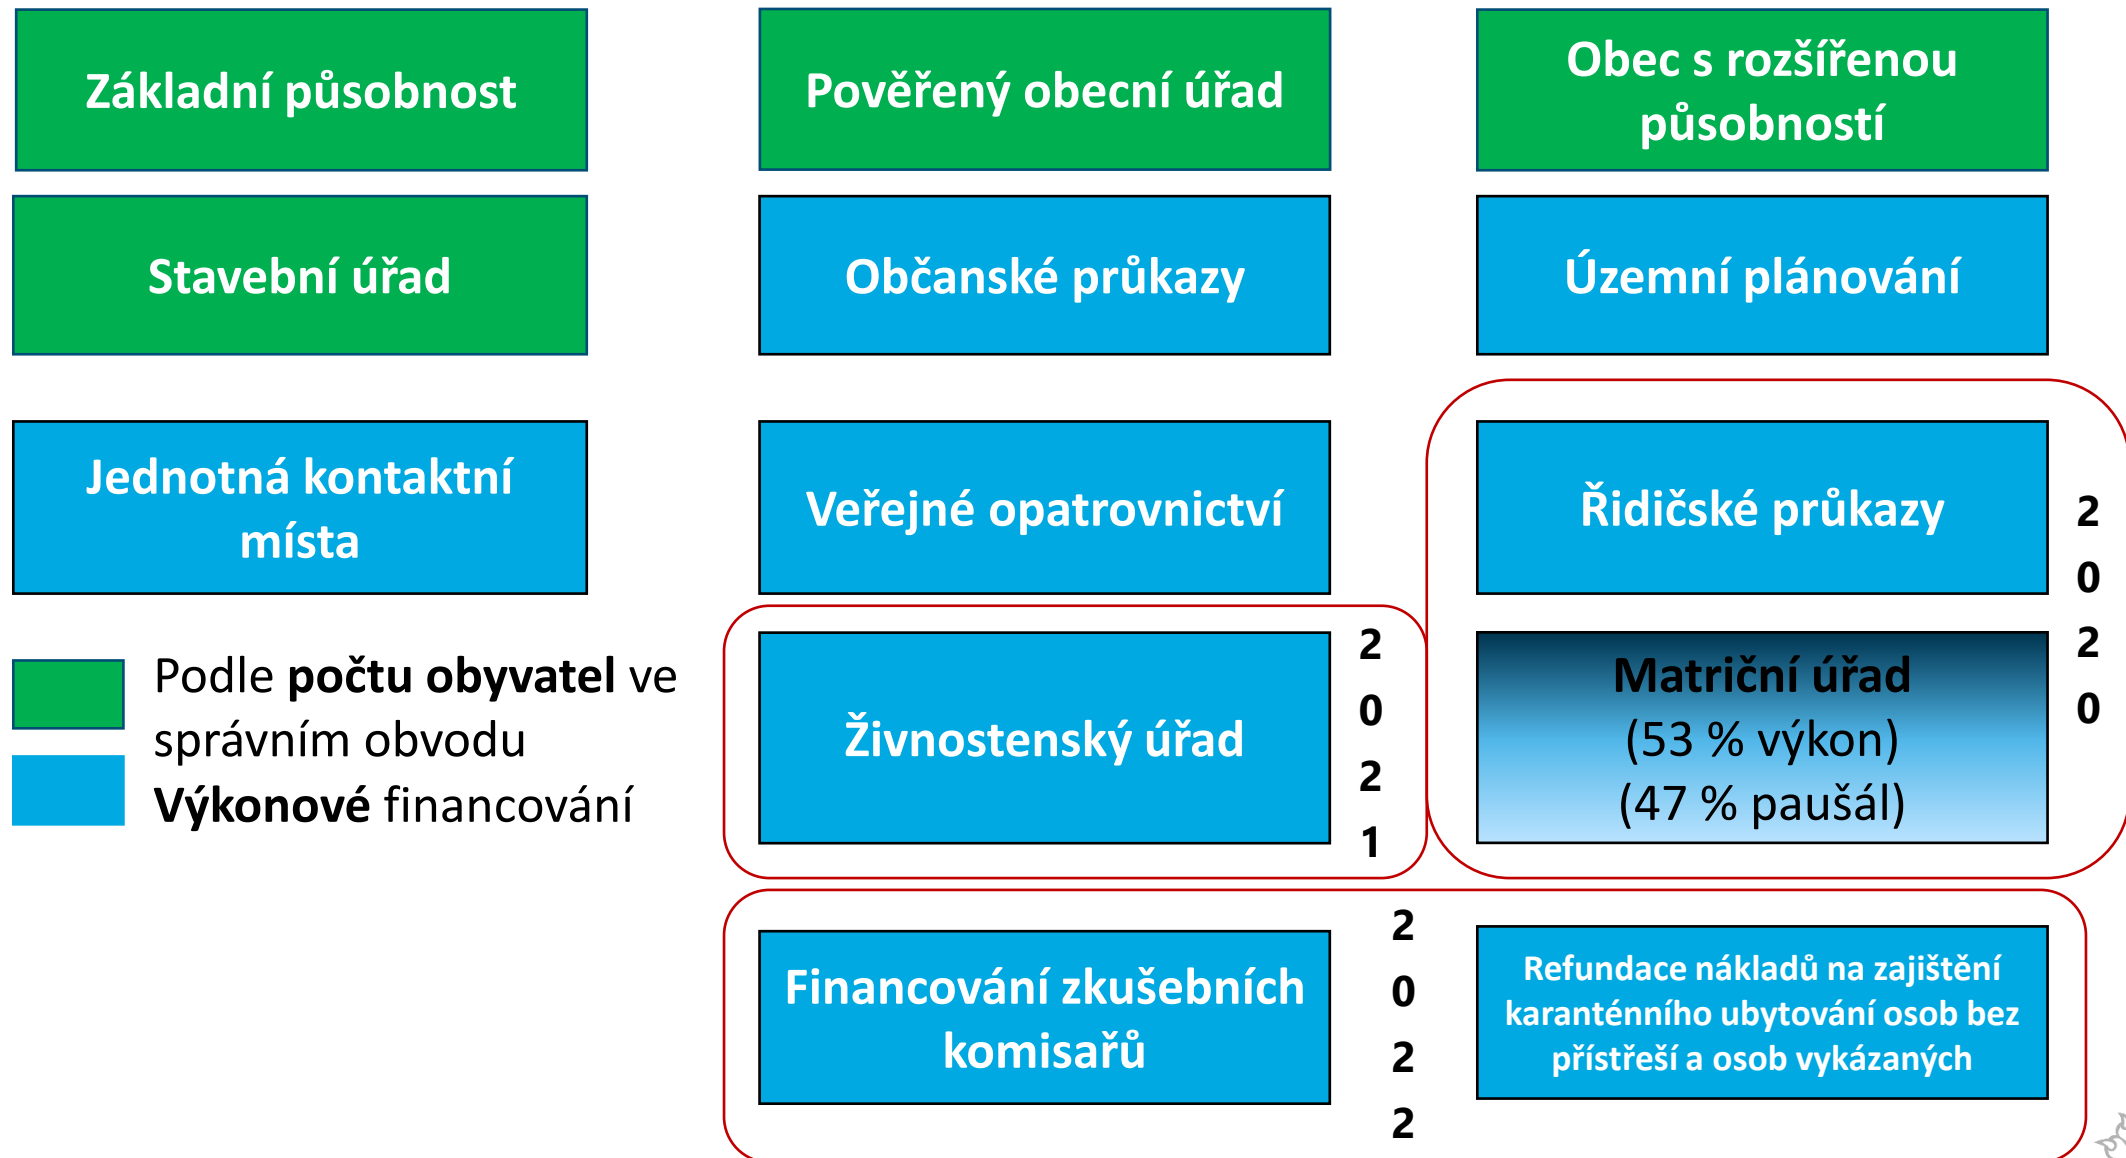 Základní působnost
Pověřený obecní úřad
Obec s rozšířenou
působností
Stavební úřad
Občanské průkazy
Územní plánování
Jednotná kontaktní
místa
Veřejné opatrovnictví
Řidičské průkazy
2
0
2
0
Podle počtu obyvatel ve
správním obvodu
Výkonové financování
Živnostenský úřad
2
0
2
1
Matriční úřad
(53 % výkon)
(47 % paušál)
Financování zkušebních
komisařů
2
0
2
2
Refundace nákladů na zajištění
karanténního ubytování osob bez
přístřeší a osob vykázaných